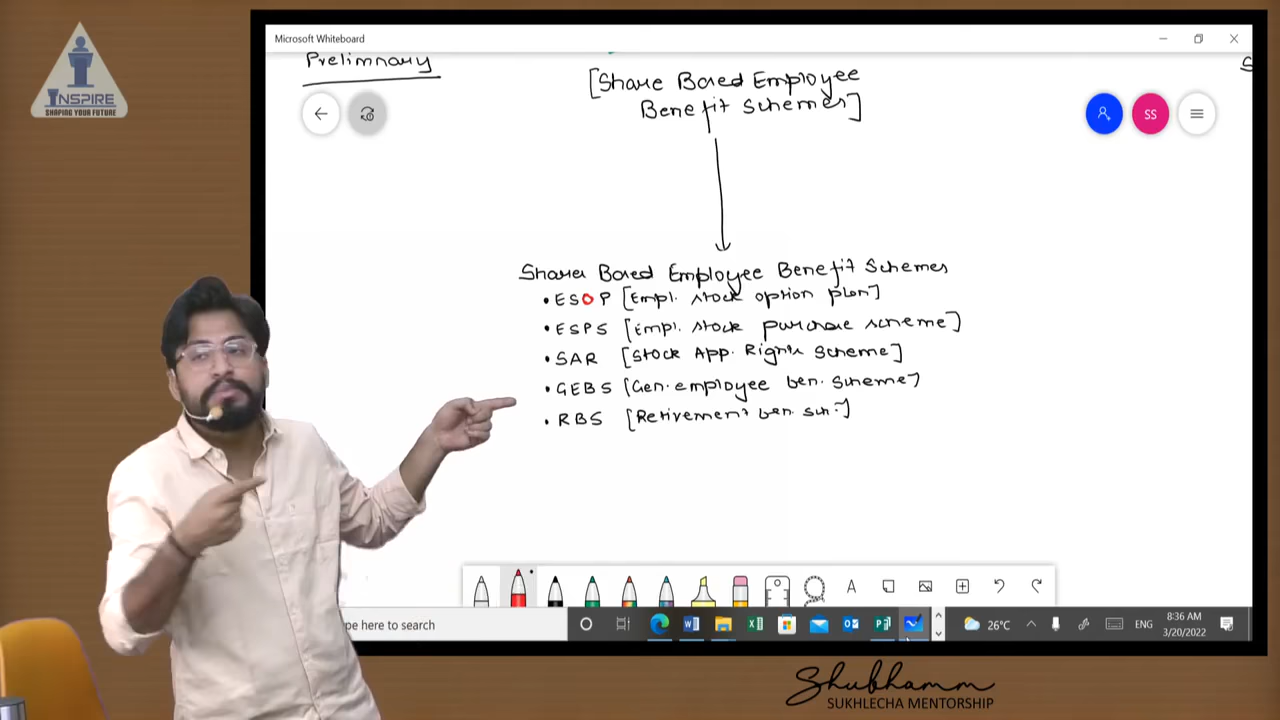 Microsoft Whiteboard
Prelimnary
[Share Based Employee
Benefit Schemes]
INSPIRE
SHAPING YOUR FUTURE
SS
Shares Based Employee Benefit Schemes
• ESOP [Empl. stock option plan]
• ESPS [Empl. stock purchase scheme]
• SAR [Stock App. Rights Scheme]
• GEBS [Gen. employee ben. Scheme]
• RBS [Retirement ben. sch.]
A
pe here to search
26°C
ENG
8:36 AM
3/20/2022
Shubhamm
SUKHLECHA MENTORSHIP